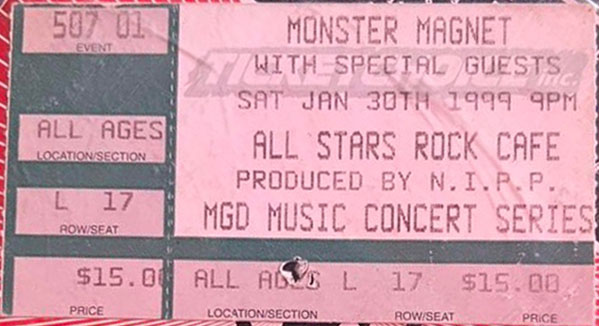 507 01
EVENT
ALL AGES
LOCATION/SECTION
L 17
ROW/SEAT
$15.00
PRICE
MONSTER MAGNET
WITH SPECIAL GUESTS
SAT JAN 30TH 1999 9PM
ALL STARS ROCK CAFE
PRODUCED BY N.I.P.P.
MGD MUSIC CONCERT SERIES
ALL AGES L 17 $15.00
LOCATION/SECTION ROW/SEAT PRICE